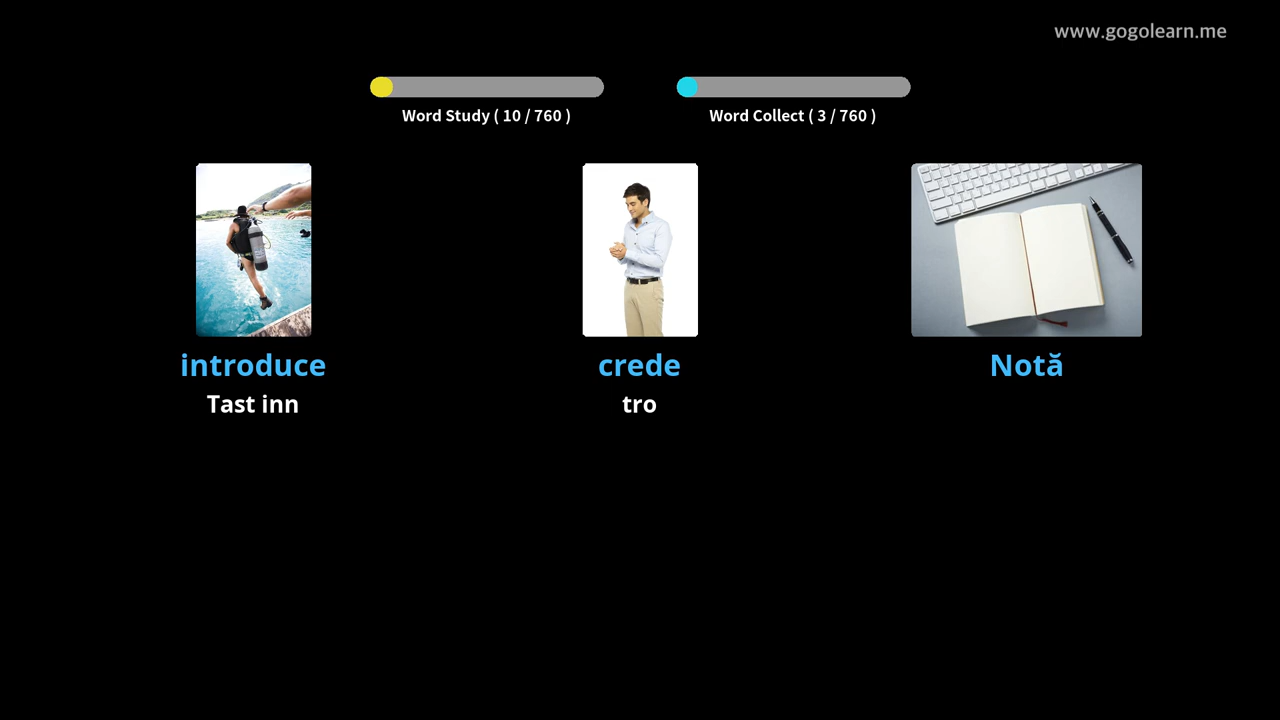 www.gogolearn.me
Word Study ( 10 / 760 )
Word Collect ( 3 / 760 )
introduce
Tast inn
crede
tro
Notă